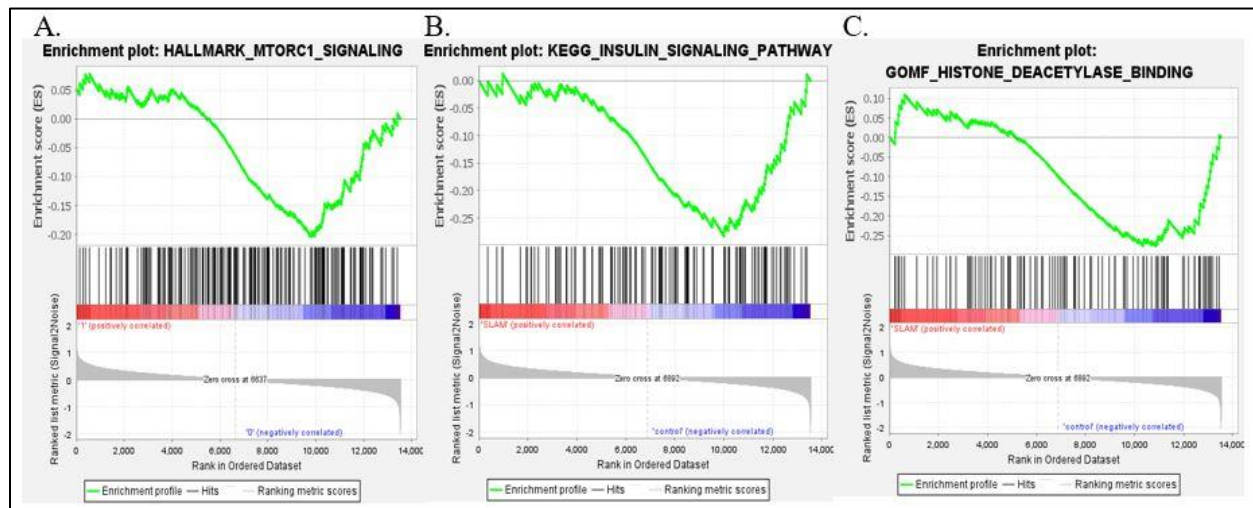 A.
Enrichment plot: HALLMARK_MTORC1_SIGNALING
Enrichment score (ES)
0.05
0.00
-0.05
-0.10
-0.15
-0.20
'1' (positively correlated)
Ranked list metric (Signal2Noise)
2
1
0
-1
-2
Zero cross at 6637
'0' (negatively correlated)
0 2,000 4,000 6,000 8,000 10,000 12,000 14,000
Rank in Ordered Dataset
Enrichment profile Hits Ranking metric scores
B.
Enrichment plot: KEGG_INSULIN_SIGNALING_PATHWAY
Enrichment score (ES)
0.00
-0.05
-0.10
-0.15
-0.20
-0.25
'SLAM' (positively correlated)
Ranked list metric (Signal2Noise)
2
1
0
-1
-2
Zero cross at 6892
'control' (negatively correlated)
0 2,000 4,000 6,000 8,000 10,000 12,000 14,000
Rank in Ordered Dataset
Enrichment profile Hits Ranking metric scores
C.
Enrichment plot:
GOMF_HISTONE_DEACETYLASE_BINDING
Enrichment score (ES)
0.10
0.05
0.00
-0.05
-0.10
-0.15
-0.20
-0.25
'SLAM' (positively correlated)
Ranked list metric (Signal2Noise)
2
1
0
-1
-2
Zero cross at 6892
'control' (negatively correlated)
0 2,000 4,000 6,000 8,000 10,000 12,000 14,000
Rank in Ordered Dataset
Enrichment profile Hits Ranking metric scores